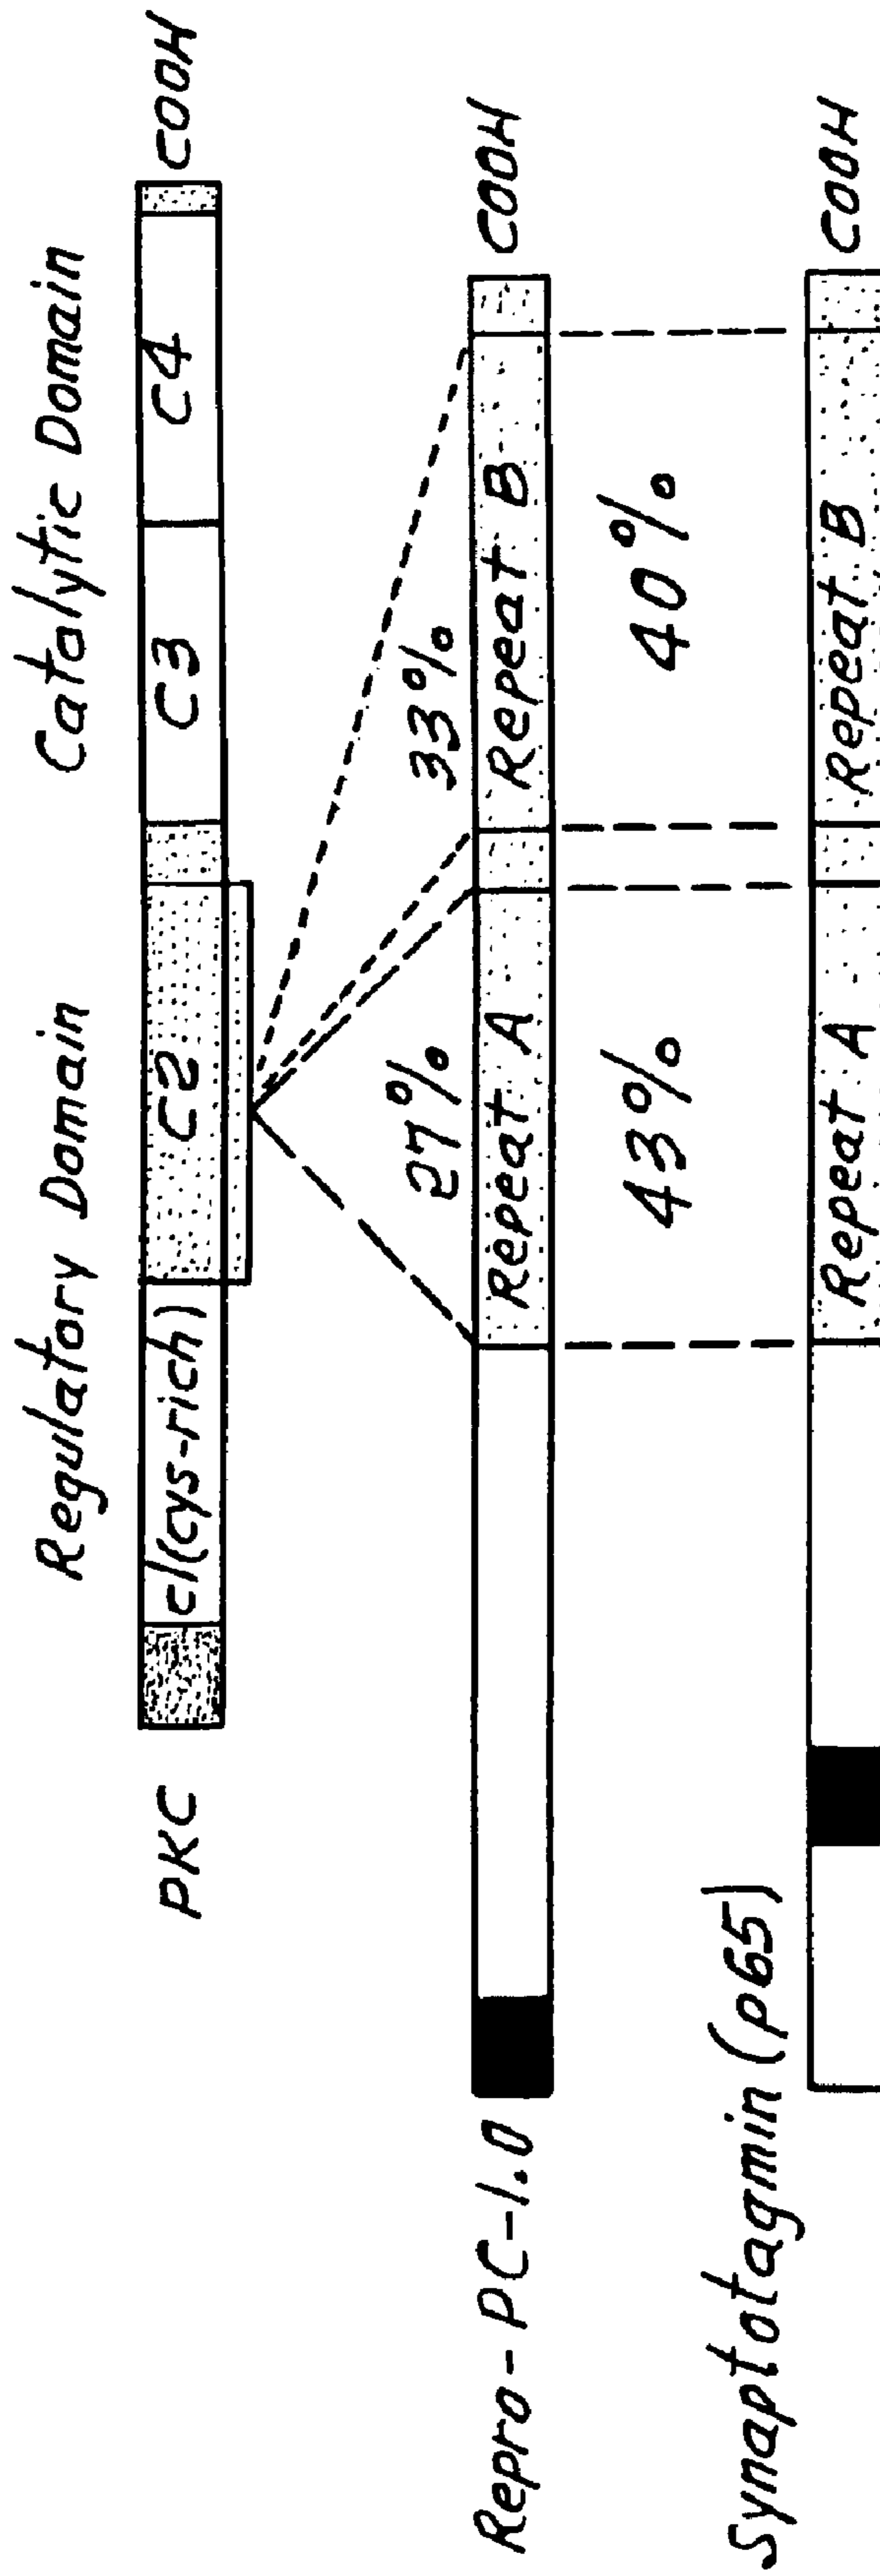 Regulatory Domain Catalytic Domain
PKC c1(cys-rich) C2 C3 C4 COOH
27% 33%
Repro-PC-1.0 Repeat A Repeat B COOH
43% 40%
Synaptotagmin (p65)
Repeat A Repeat B COOH